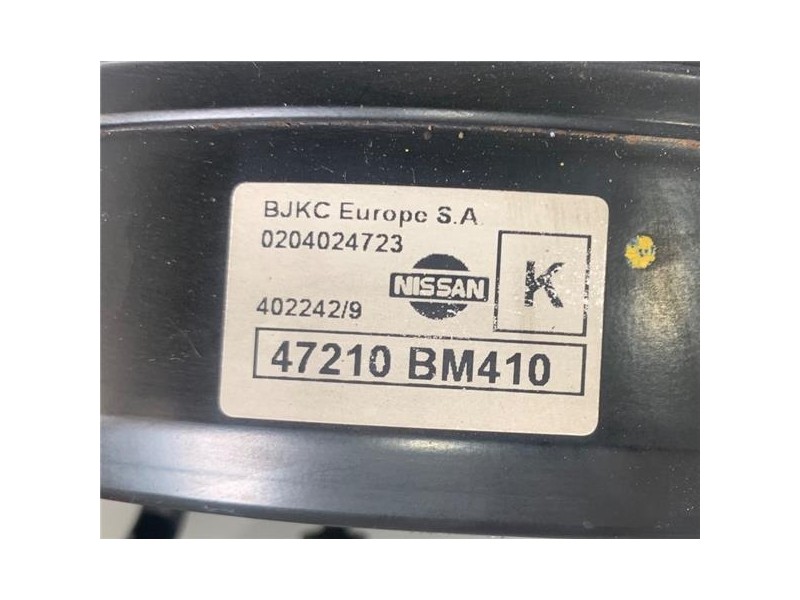 BJKC Europe S.A
0204024723
NISSAN
K
402242/9
47210 BM410